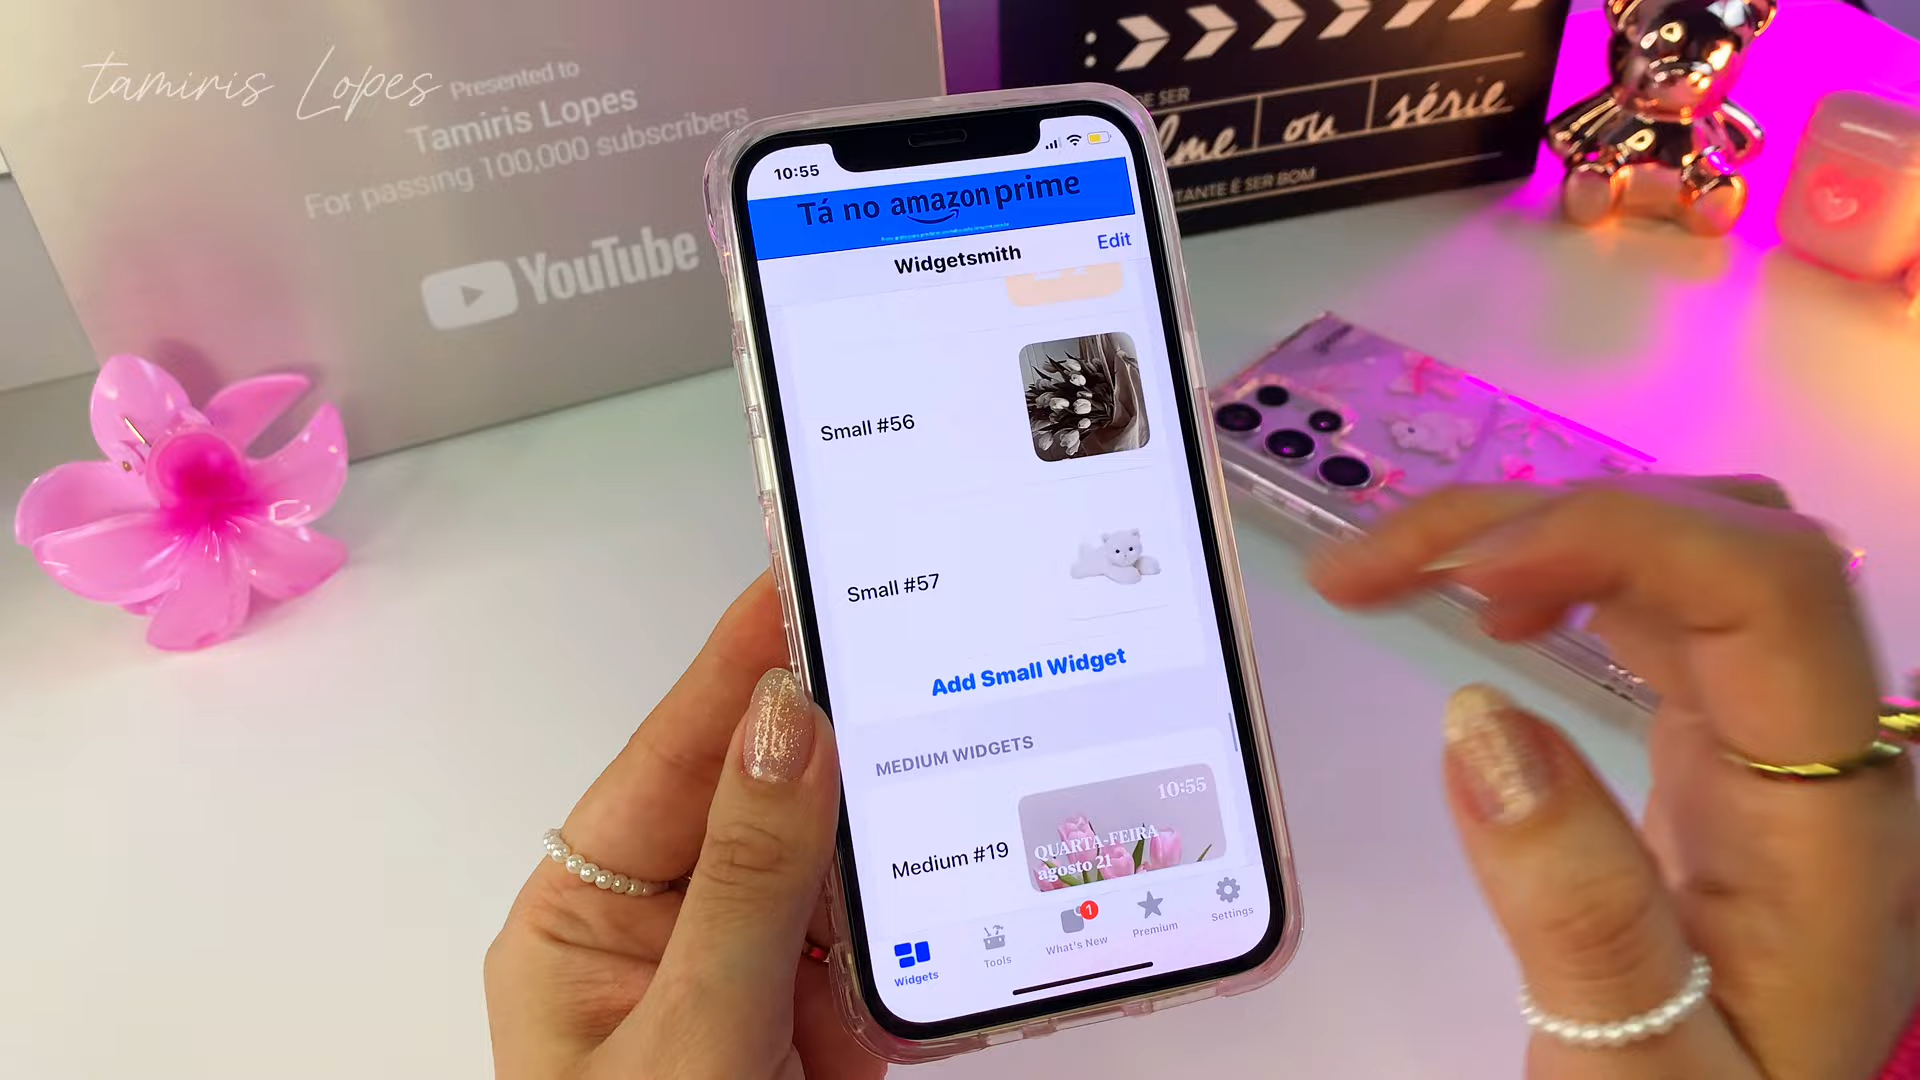 tamiris Lopes
Presented to
Tamiris Lopes
For passing 100,000 subscribers
YouTube
DE SER
ou
série
TANTE É SER BOM
10:55
Tá no amazon prime
Widgetsmith
Edit
Small #56
Small #57
Add Small Widget
MEDIUM WIDGETS
Medium #19
10:55
QUARTA-FEIRA
agosto 21
Widgets
Tools
1
What's New
Premium
Settings